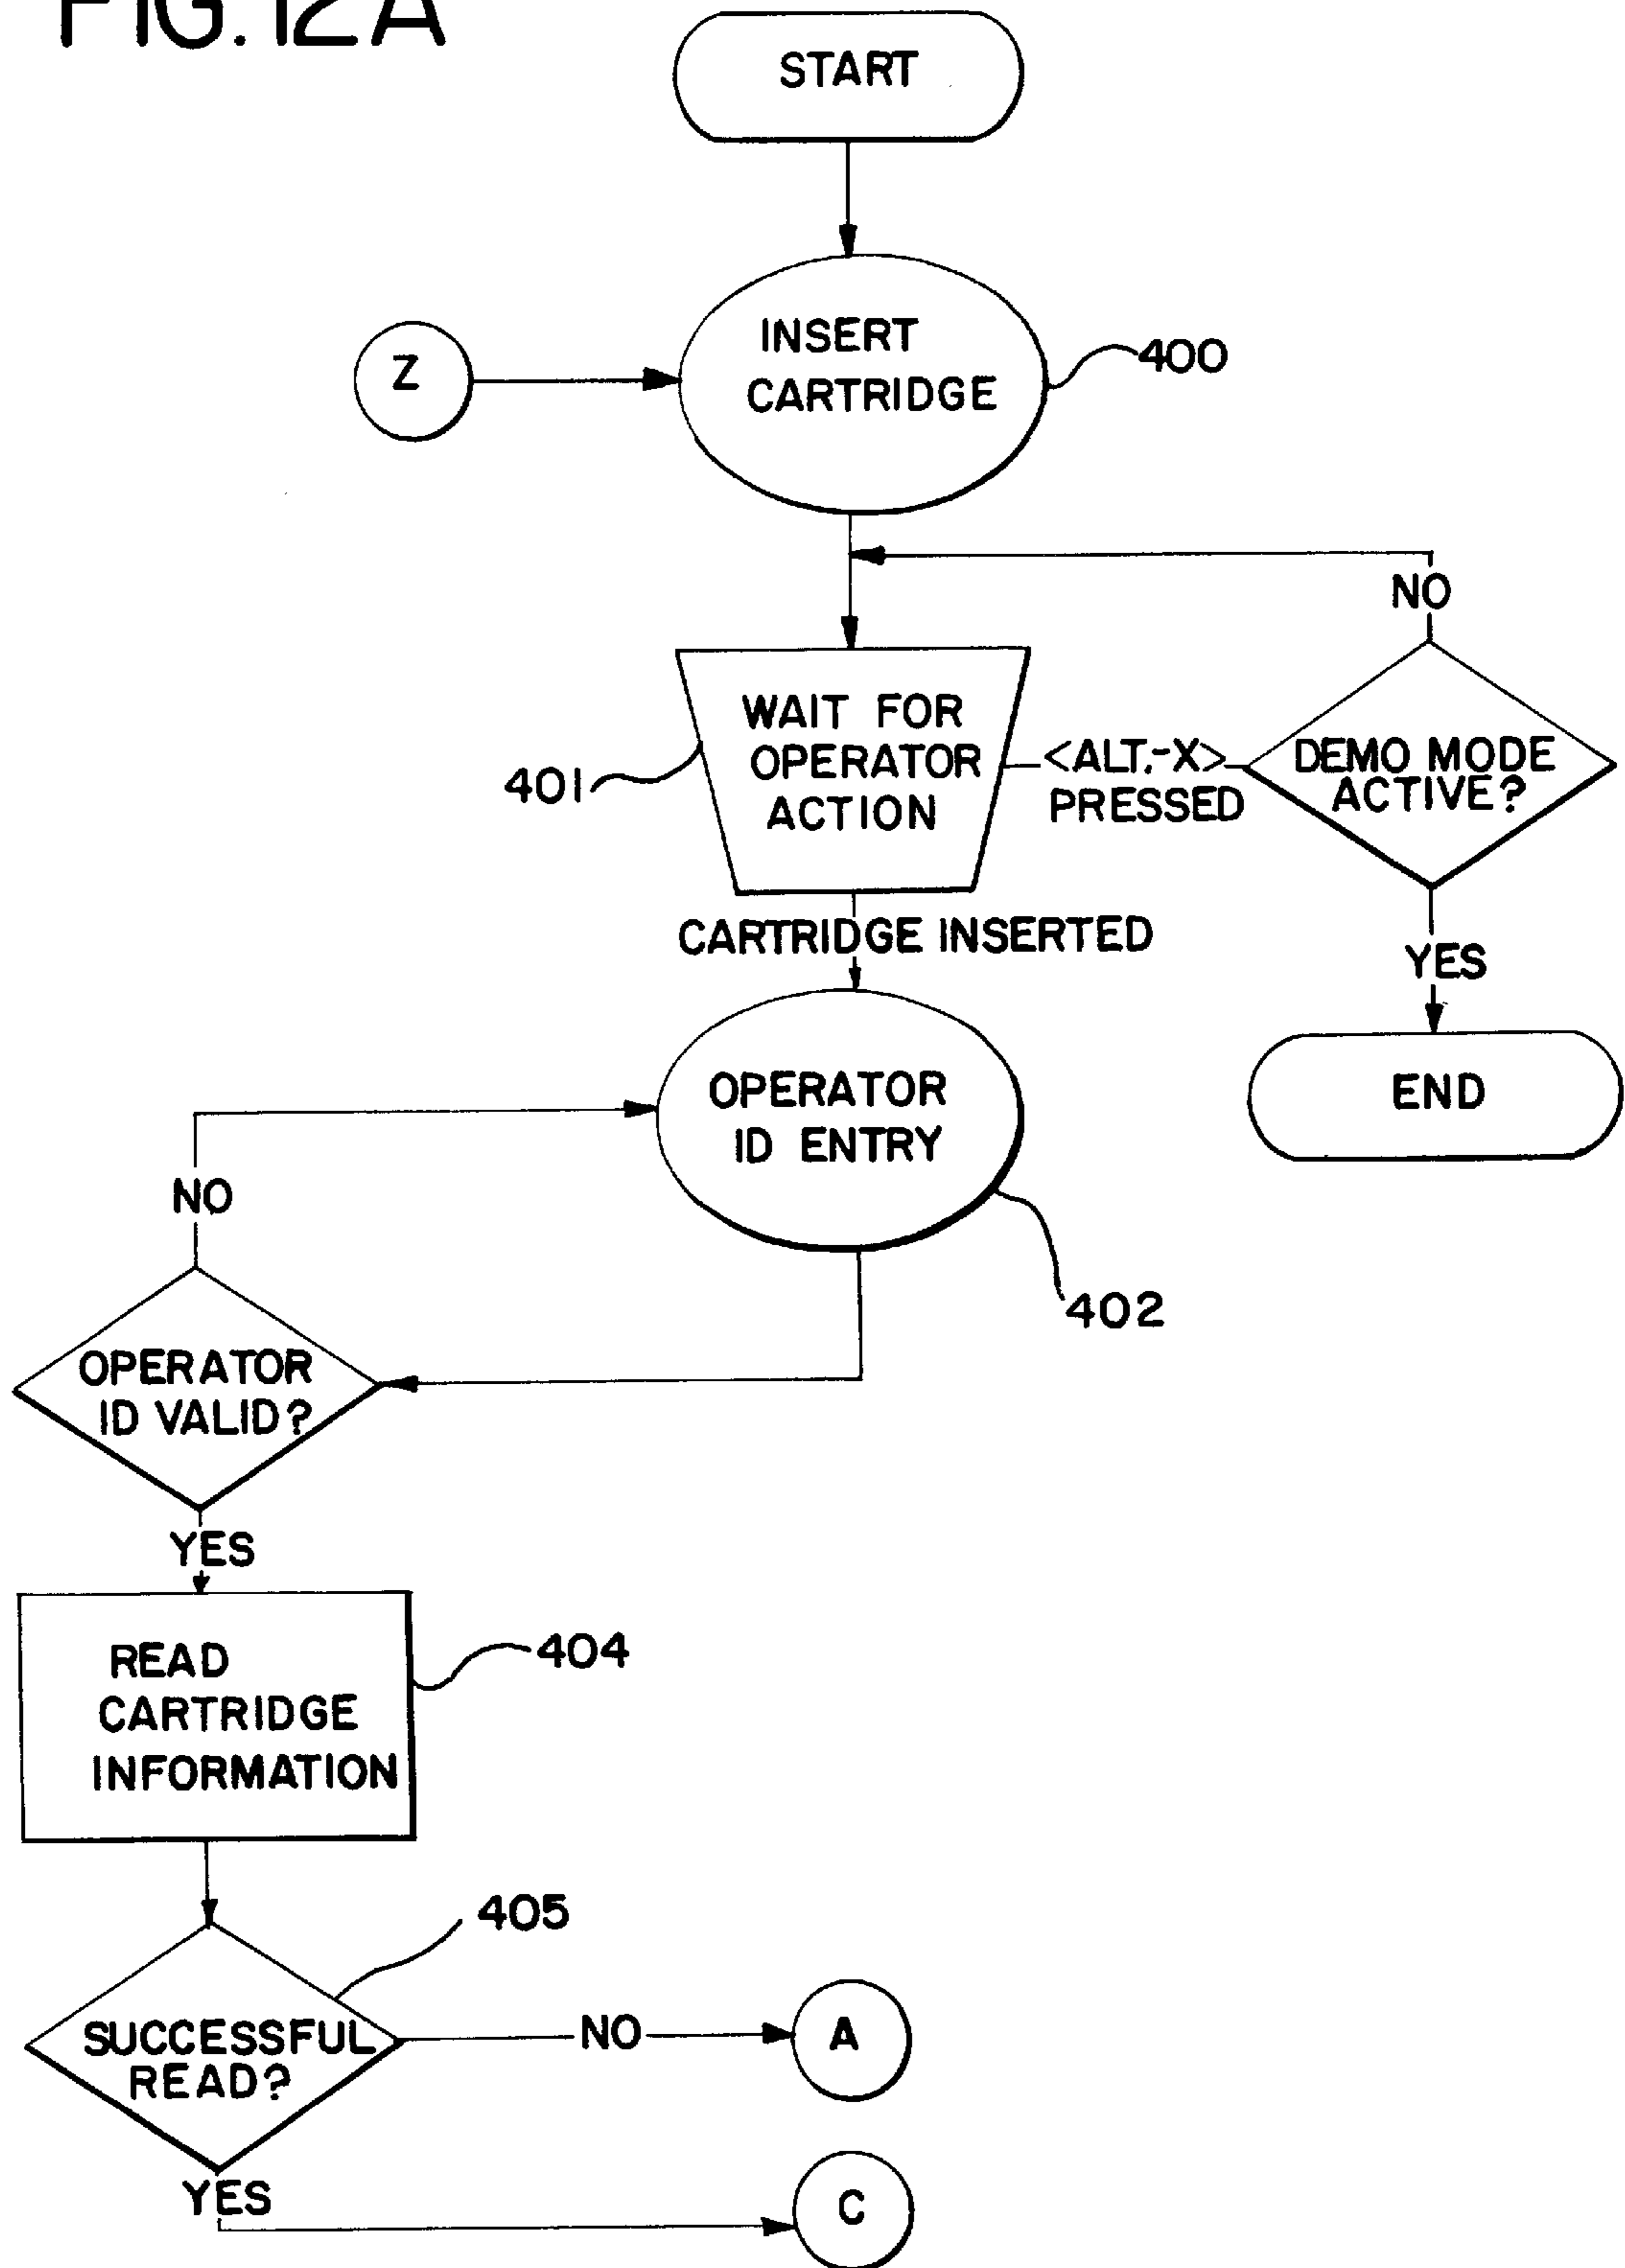 FIG. 12A
START
Z
INSERT
CARTRIDGE
400
NO
WAIT FOR
OPERATOR
ACTION
401
<ALT.-X>
PRESSED
DEMO MODE
ACTIVE?
CARTRIDGE INSERTED
YES
END
OPERATOR
ID ENTRY
402
NO
OPERATOR
ID VALID?
YES
READ
CARTRIDGE
INFORMATION
404
405
SUCCESSFUL
READ?
NO
A
YES
C